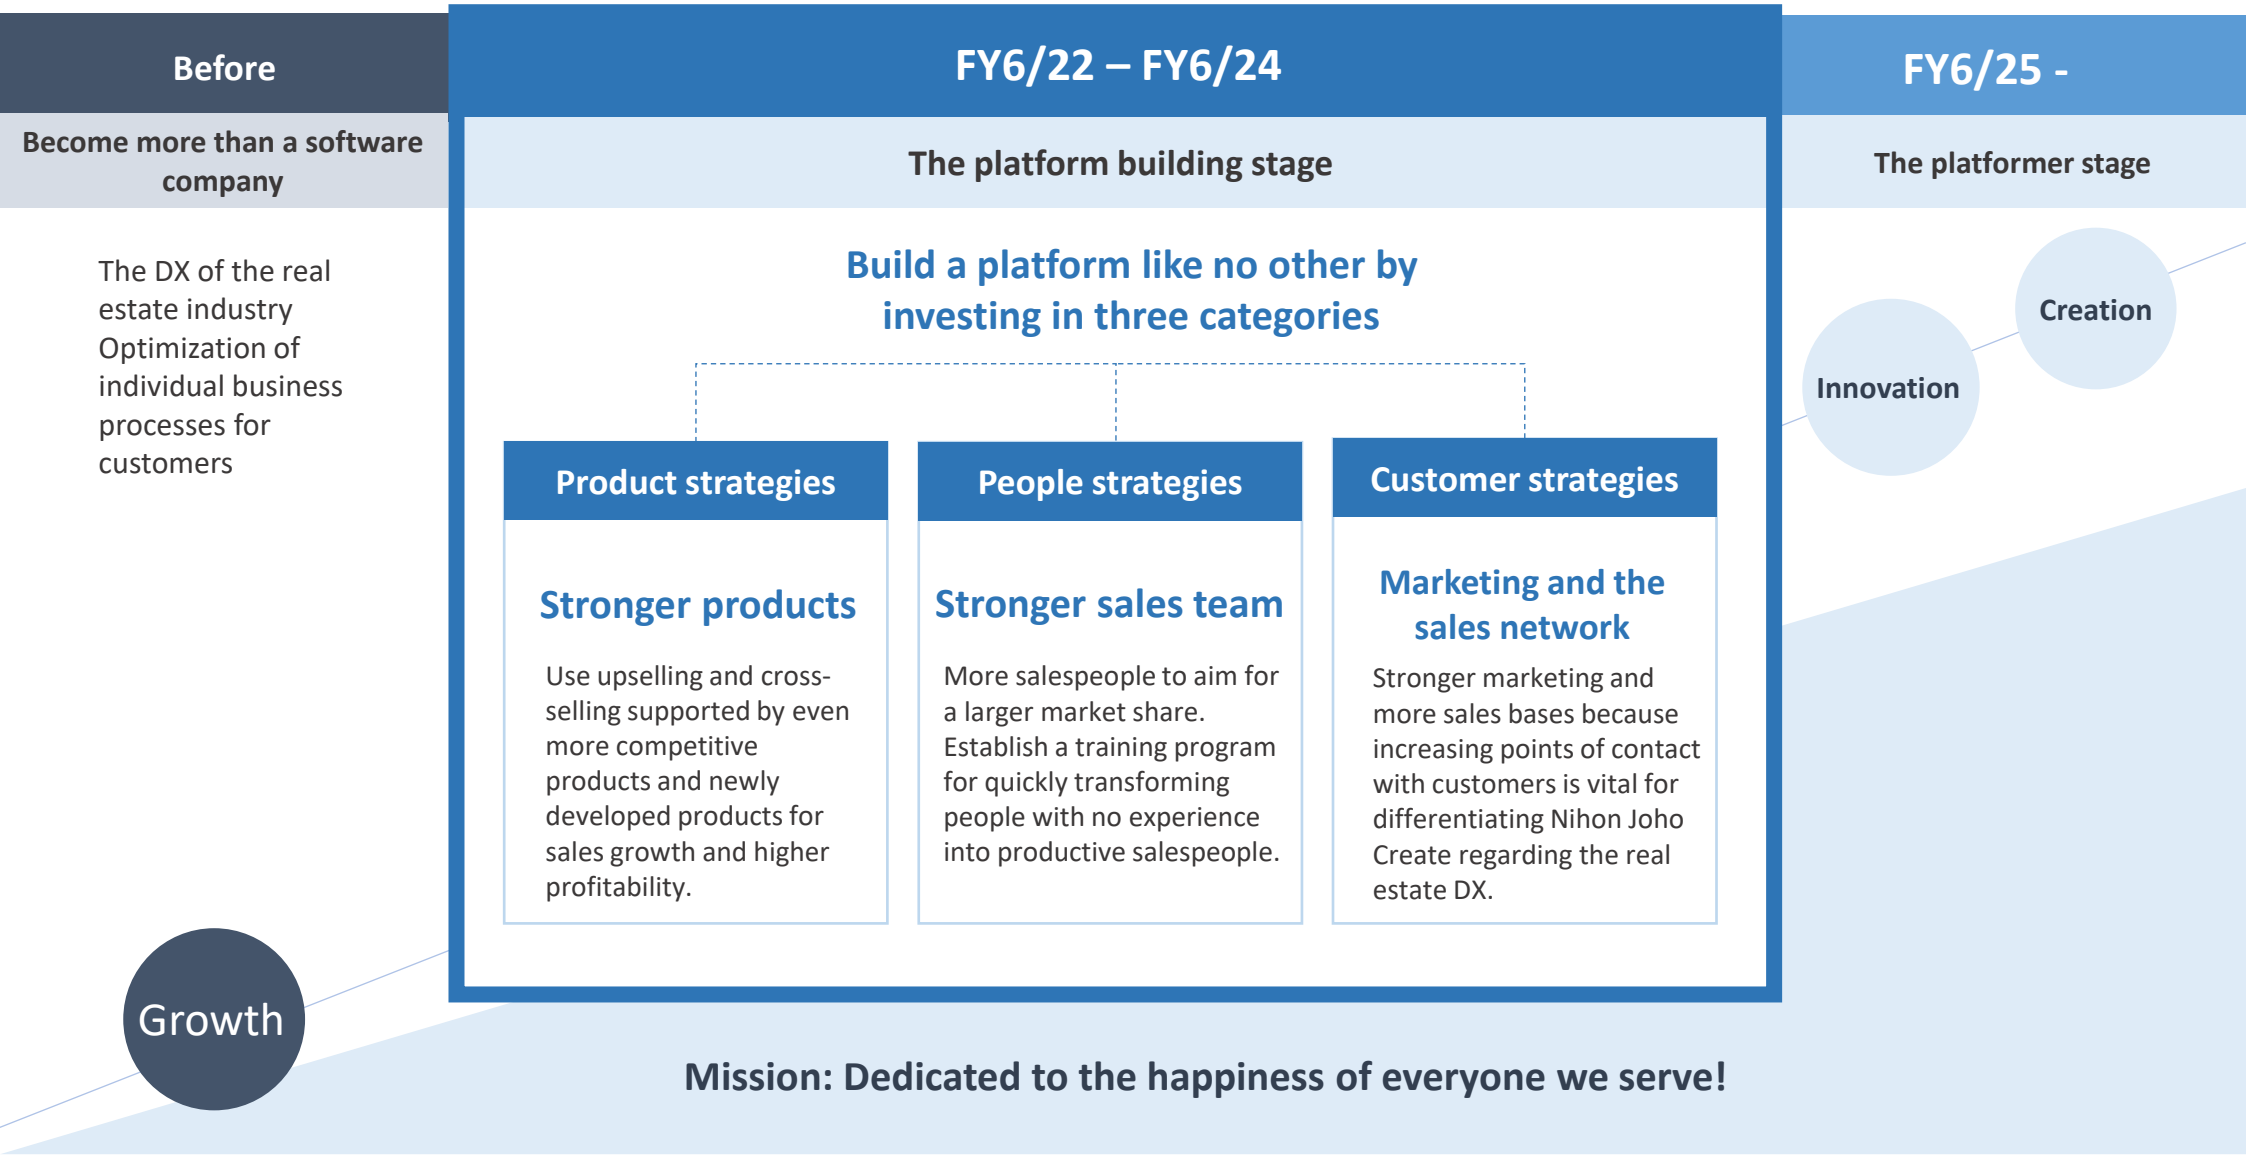 Before
Become more than a software
company
The DX of the real
estate industry
Optimization of
individual business
processes for
customers
Growth
FY6/22 – FY6/24
The platform building stage
Build a platform like no other by
investing in three categories
Product strategies
Stronger products
Use upselling and cross-
selling supported by even
more competitive
products and newly
developed products for
sales growth and higher
profitability.
People strategies
Stronger sales team
More salespeople to aim for
a larger market share.
Establish a training program
for quickly transforming
people with no experience
into productive salespeople.
Customer strategies
Marketing and the
sales network
Stronger marketing and
more sales bases because
increasing points of contact
with customers is vital for
differentiating Nihon Joho
Create regarding the real
estate DX.
FY6/25 -
The platformer stage
Innovation
Creation
Mission: Dedicated to the happiness of everyone we serve!